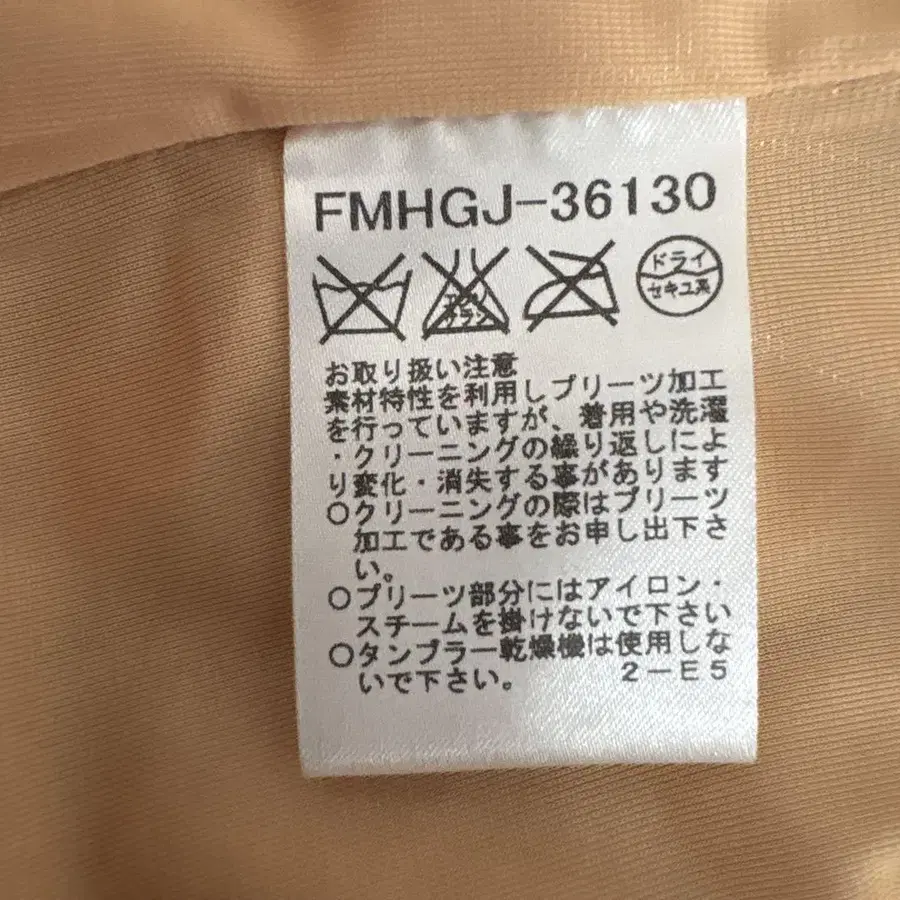 FMHGJ-36130
エンソ
サラシ
ドライ
セキユ系
お取り扱い注意
素材特性を利用しプリーツ加工
を行っていますが、着用や洗濯
・クリーニングの繰り返しによ
り変化・消失する事があります
○クリーニングの際はプリーツ
加工である事をお申し出下さ
い。
○プリーツ部分にはアイロン・
スチームを掛けないで下さい
○タンブラー乾燥機は使用しな
いで下さい。 2-E5